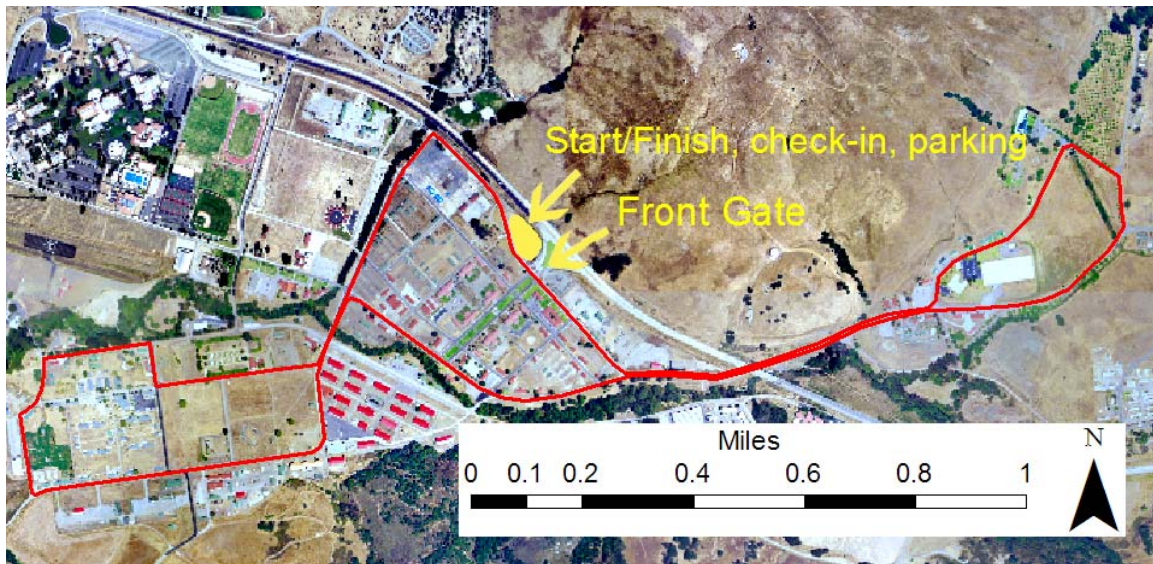 Start/Finish, check-in, parking
Front Gate
Miles
N
0 0.1 0.2 0.4 0.6 0.8 1